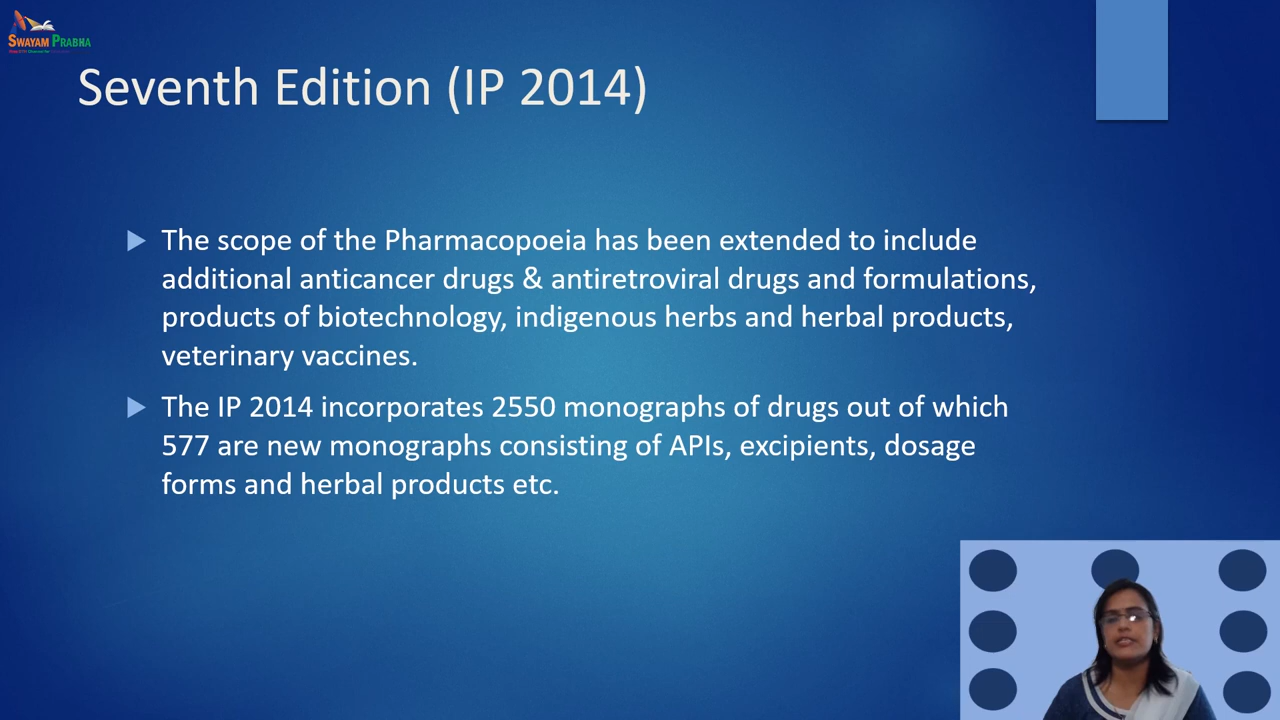 SWAYAM PRABHA
Seventh Edition (IP 2014)
The scope of the Pharmacopoeia has been extended to include
additional anticancer drugs & antiretroviral drugs and formulations,
products of biotechnology, indigenous herbs and herbal products,
veterinary vaccines.
The IP 2014 incorporates 2550 monographs of drugs out of which
577 are new monographs consisting of APIs, excipients, dosage
forms and herbal products etc.